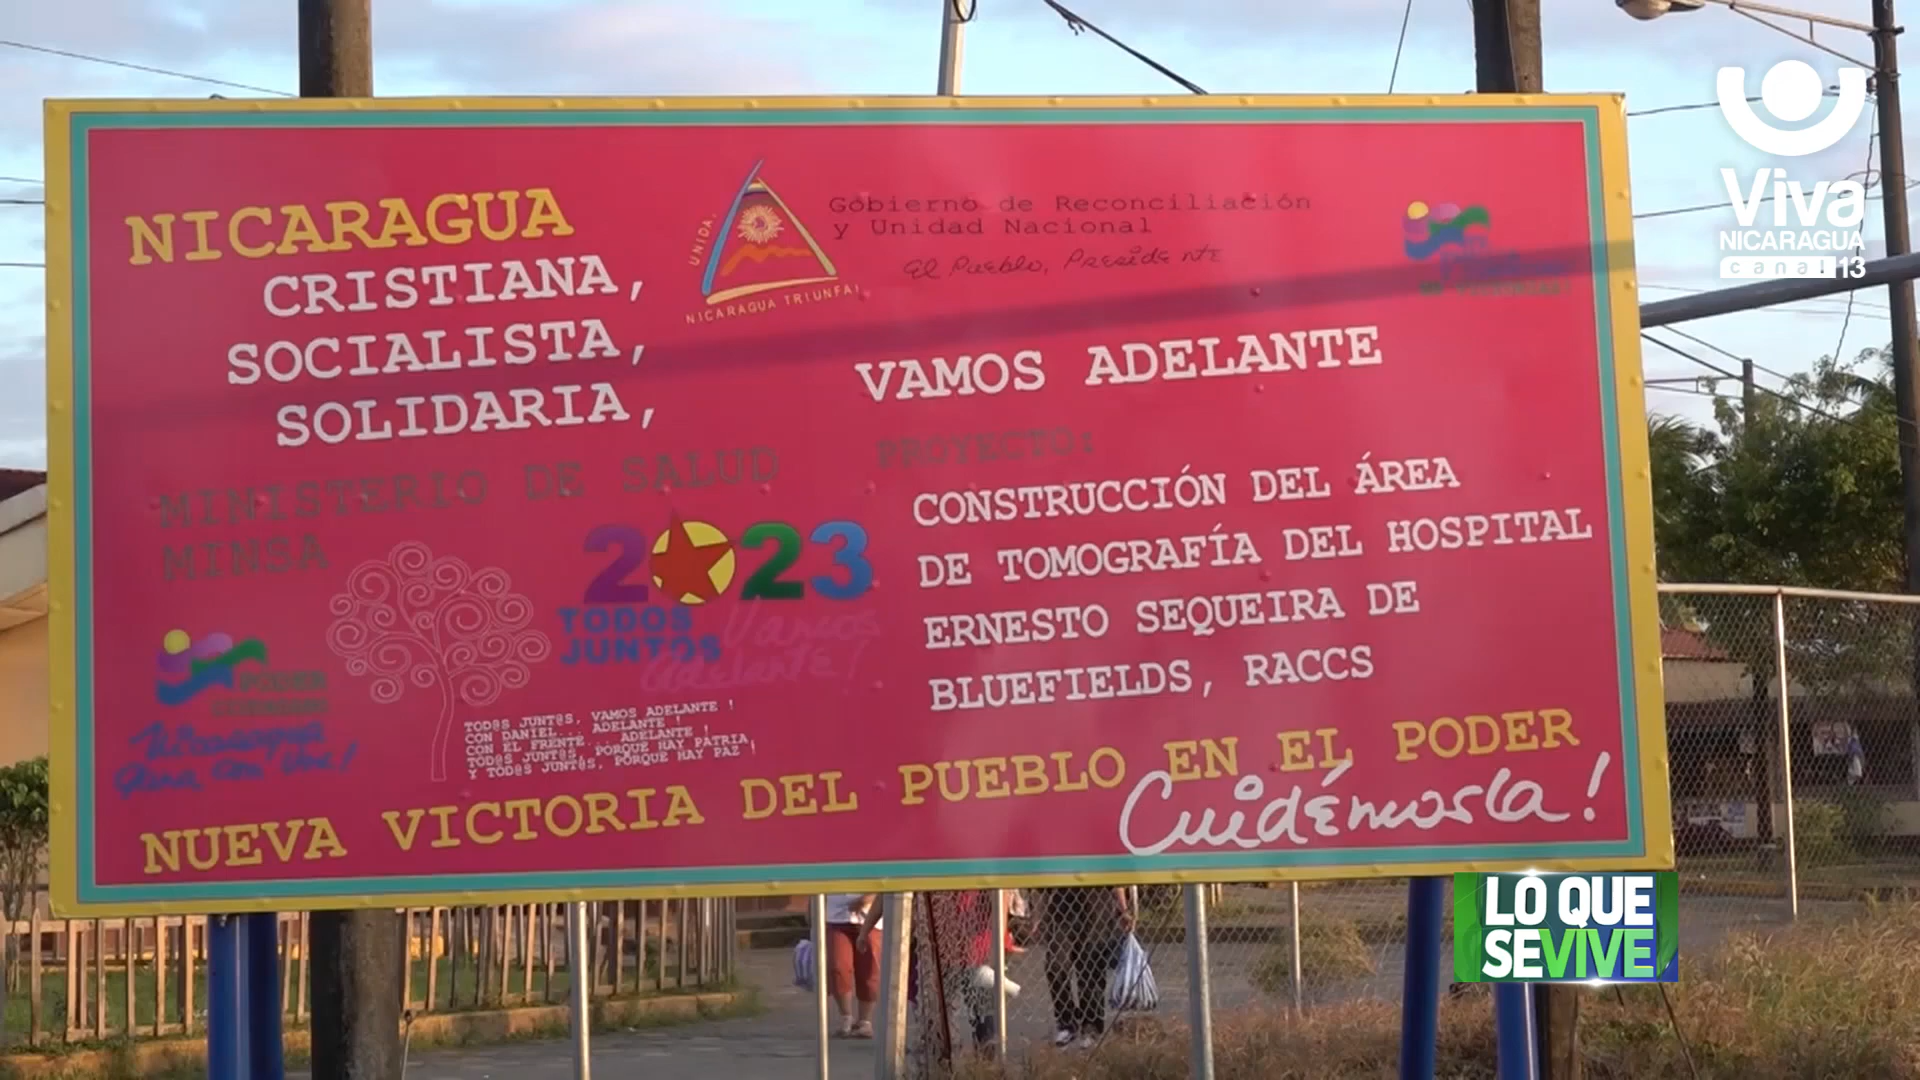 NICARAGUA
CRISTIANA,
SOCIALISTA,
SOLIDARIA,
MINISTERIO DE SALUD
MINSA
UNIDA,
NICARAGUA TRIUNFA!
Gobierno de Reconciliación
y Unidad Nacional
El Pueblo, Presidente
VAMOS ADELANTE
PROYECTO:
CONSTRUCCIÓN DEL ÁREA
DE TOMOGRAFÍA DEL HOSPITAL
ERNESTO SEQUEIRA DE
BLUEFIELDS, RACCS
2023
TODOS
JUNTOS
Vamos
Adelante!
PODER
CIUDADANO
Nicaragua
TOD@S JUNT@S, VAMOS ADELANTE !
CON DANIEL... ADELANTE !
CON EL FRENTE... ADELANTE !
TOD@S JUNT@S, PORQUE HAY PATRIA,
Y TOD@S JUNT@S, PORQUE HAY PAZ !
NUEVA VICTORIA DEL PUEBLO EN EL PODER
Cuidémosla!
Viva
NICARAGUA
canal 13
LO QUE
SEVIVE